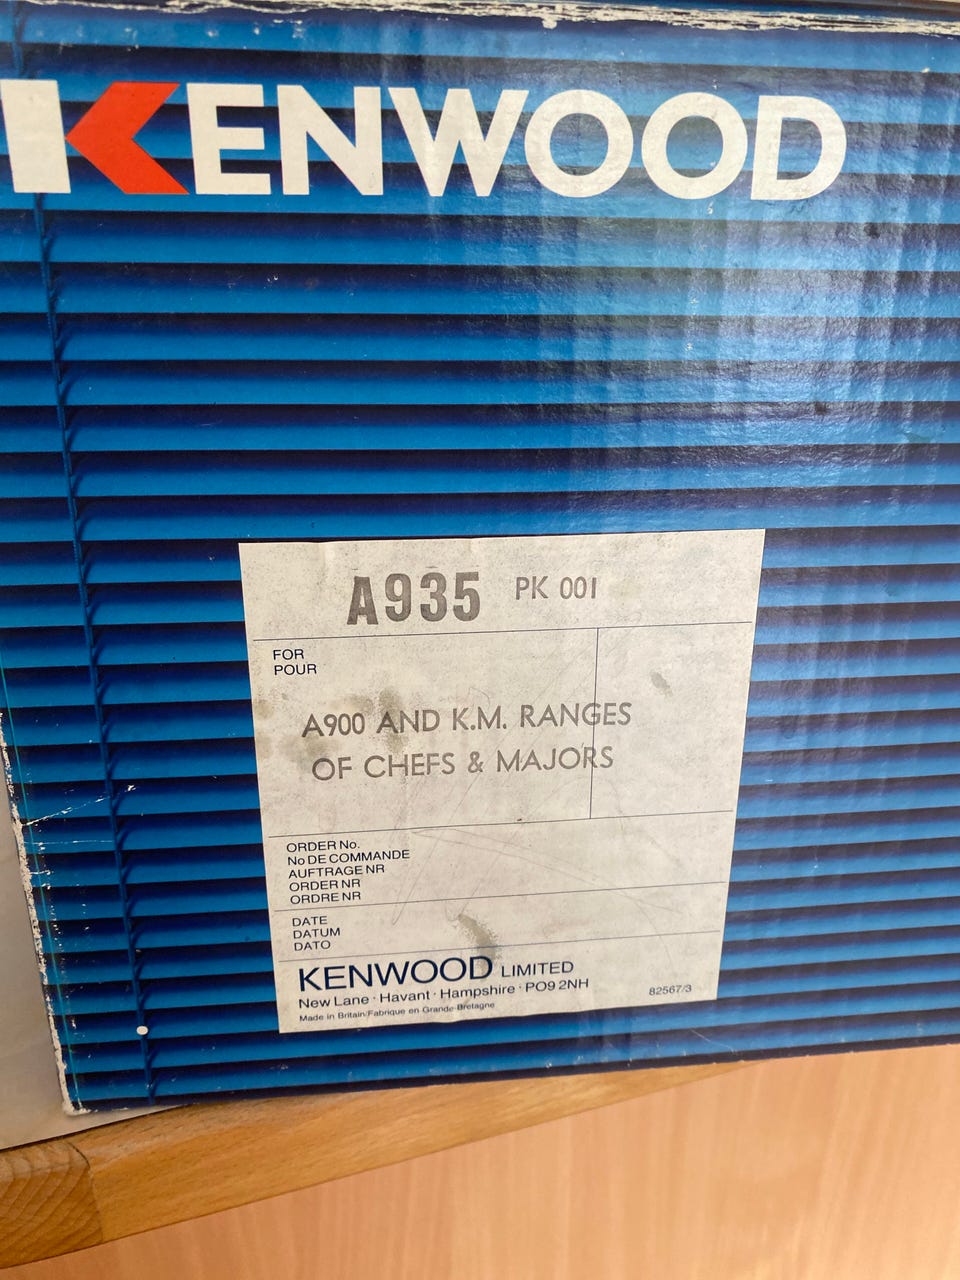 KENWOOD
A935 PK 001
FOR
POUR
A900 AND K.M. RANGES
OF CHEFS & MAJORS
ORDER No.
No DE COMMANDE
AUFTRAGE NR
ORDER NR
ORDRE NR
DATE
DATUM
DATO
KENWOOD LIMITED
New Lane · Havant · Hampshire · PO9 2NH
82567/3
Made in Britain/Fabrique en Grande-Bretagne